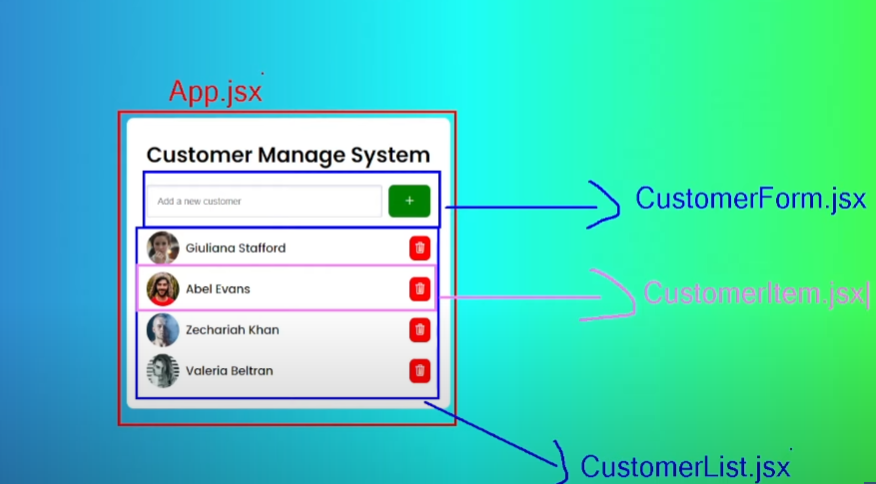 App.jsx
Customer Manage System
Add a new customer
+
CustomerForm.jsx
Giuliana Stafford
Abel Evans
CustomerItem.jsx
Zechariah Khan
Valeria Beltran
CustomerList.jsx